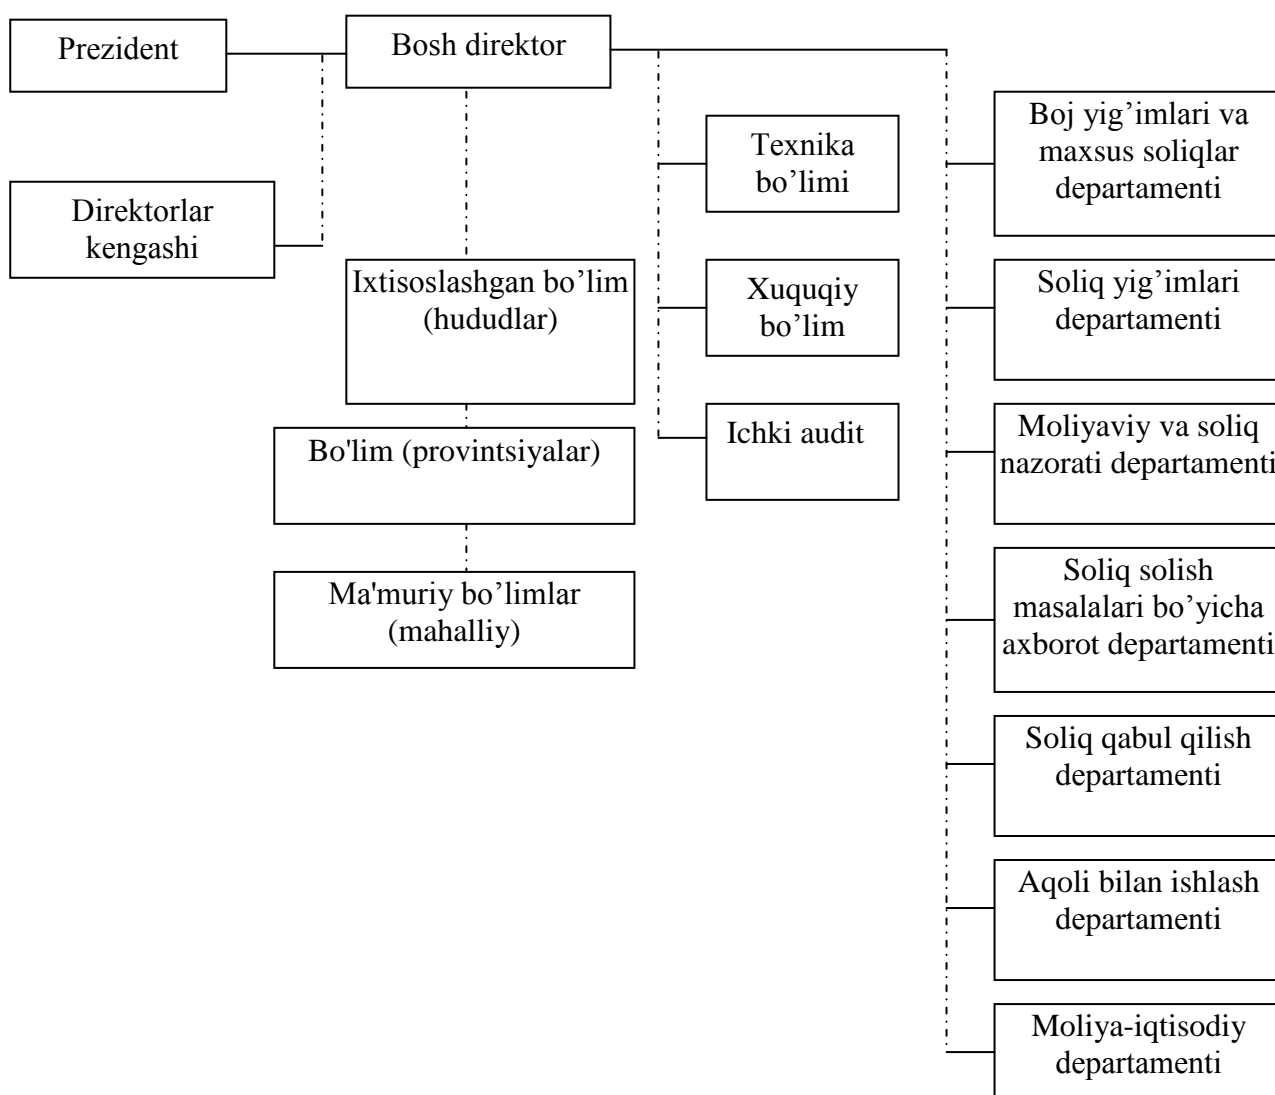 Prezident
Bosh direktor
Direktorlar
kengashi
Ixtisoslashgan bo’lim
(hududlar)
Bo'lim (provintsiyalar)
Ma'muriy bo’limlar
(mahalliy)
Texnika
bo’limi
Xuquqiy
bo’lim
Ichki audit
Boj yig’imlari va
maxsus soliqlar
departamenti
Soliq yig’imlari
departamenti
Moliyaviy va soliq
nazorati departamenti
Soliq solish
masalalari bo’yicha
axborot departamenti
Soliq qabul qilish
departamenti
Aqoli bilan ishlash
departamenti
Moliya-iqtisodiy
departamenti